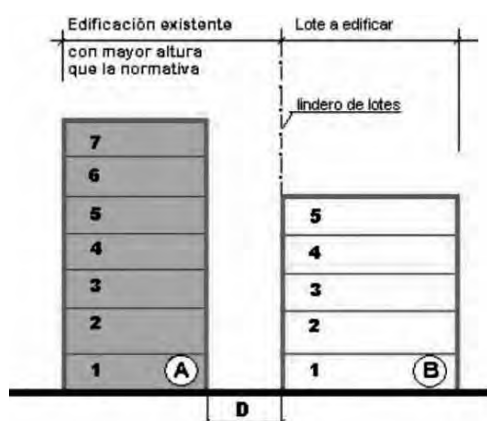 Edificación existente
con mayor altura
que la normativa
Lote a edificar
lindero de lotes
7
6
5
4
3
2
1
A
5
4
3
2
1
B
D